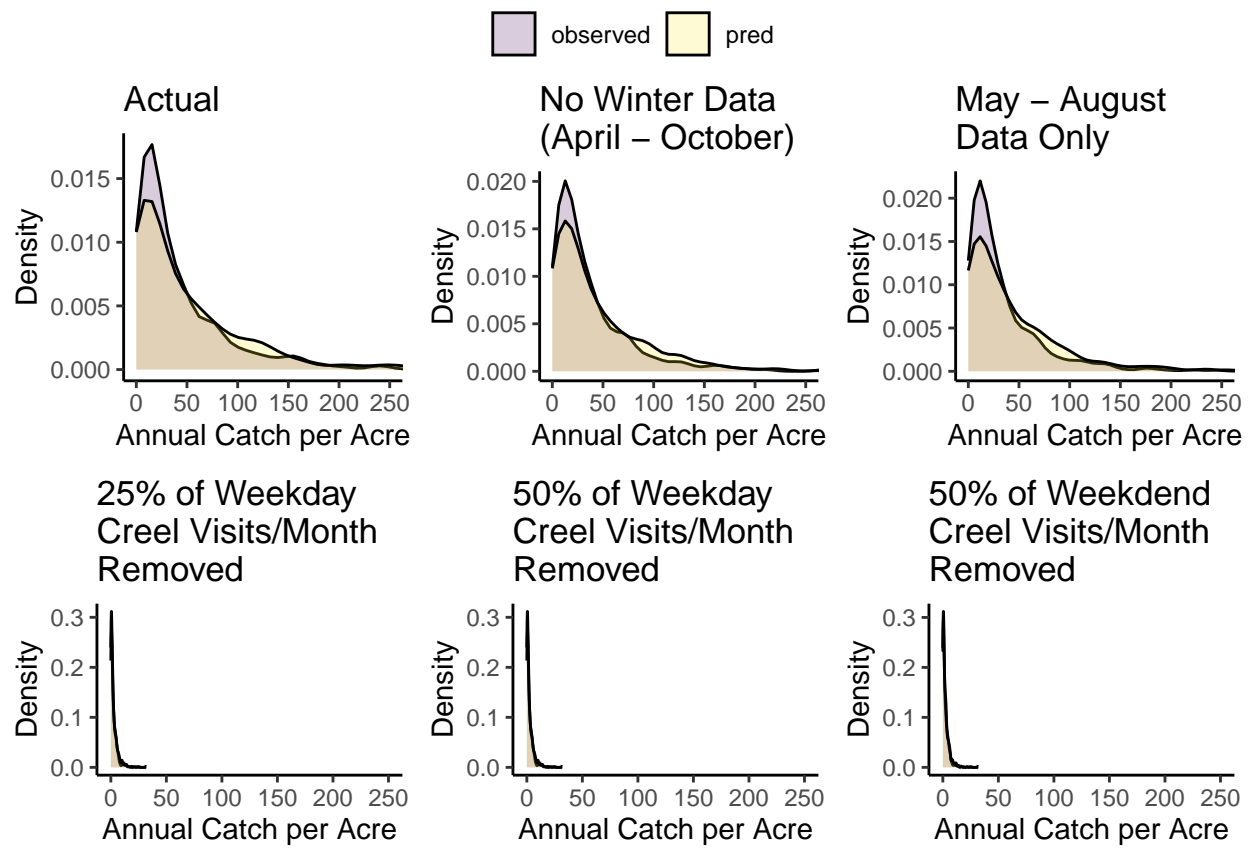 observed pred
Actual
No Winter Data
(April – October)
May – August
Data Only
Density
0.015
0.010
0.005
0.000
0 50 100 150 200 250
Annual Catch per Acre
Density
0.020
0.015
0.010
0.005
0.000
0 50 100 150 200 250
Annual Catch per Acre
Density
0.020
0.015
0.010
0.005
0.000
0 50 100 150 200 250
Annual Catch per Acre
25% of Weekday
Creel Visits/Month
Removed
50% of Weekday
Creel Visits/Month
Removed
50% of Weekdend
Creel Visits/Month
Removed
Density
0.3
0.2
0.1
0.0
0 50 100 150 200 250
Annual Catch per Acre
Density
0.3
0.2
0.1
0.0
0 50 100 150 200 250
Annual Catch per Acre
Density
0.3
0.2
0.1
0.0
0 50 100 150 200 250
Annual Catch per Acre